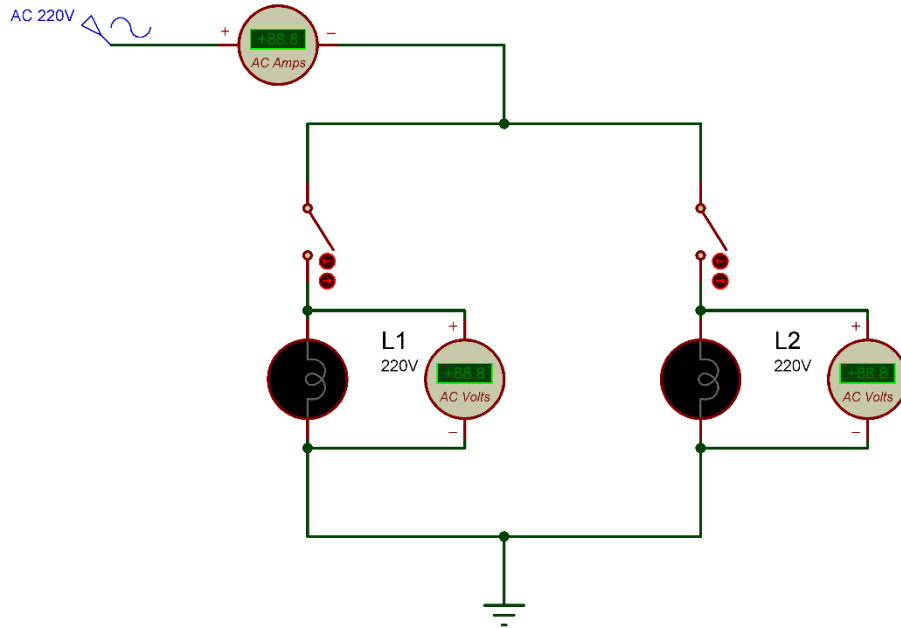 AC 220V
+ +88.8 −
AC Amps
L1
220V
+
+88.8
AC Volts
−
L2
220V
+
+88.8
AC Volts
−